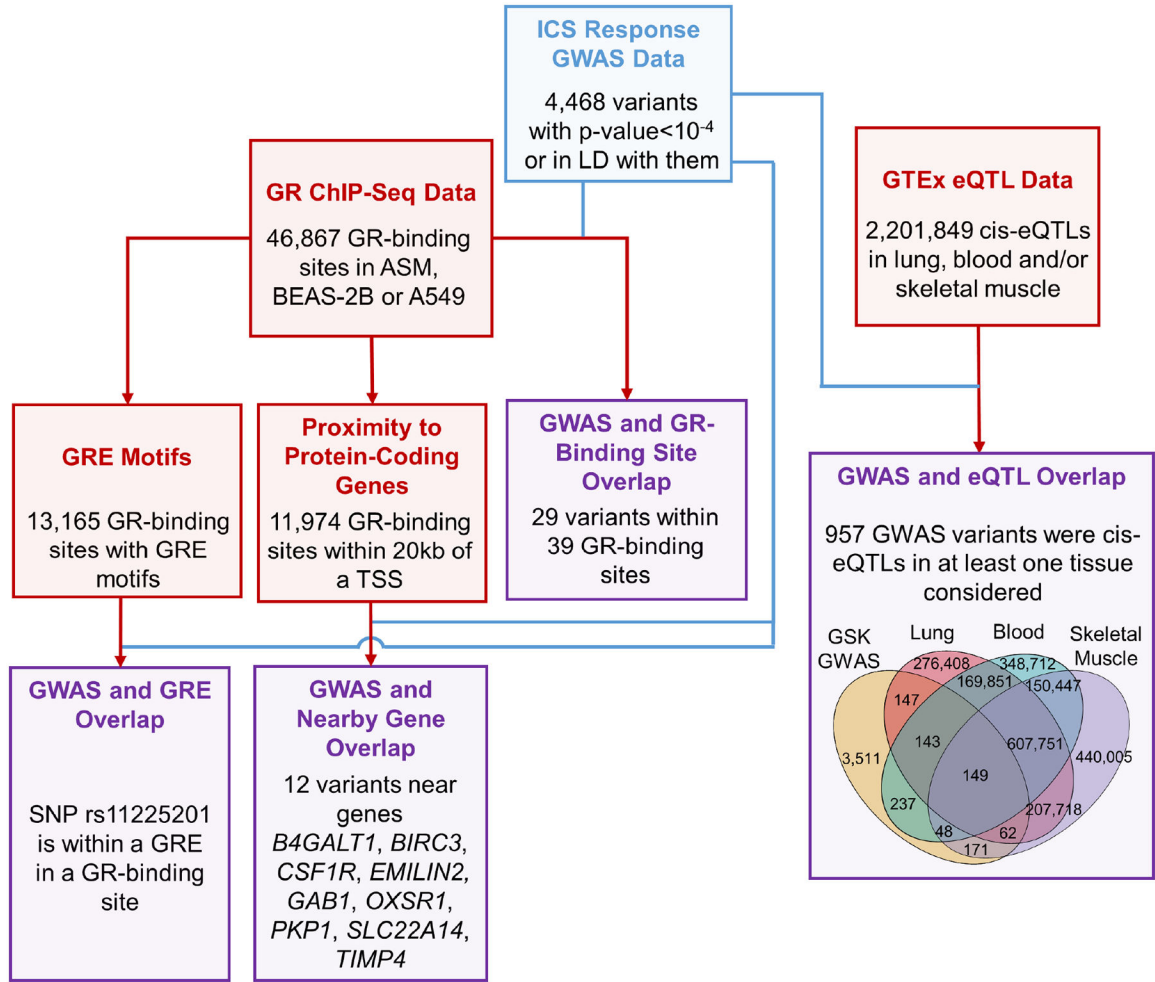 ICS Response
GWAS Data
4,468 variants
with p-value<10-4
or in LD with them
GR ChIP-Seq Data
46,867 GR-binding
sites in ASM,
BEAS-2B or A549
GTEx eQTL Data
2,201,849 cis-eQTLs
in lung, blood and/or
skeletal muscle
GRE Motifs
13,165 GR-binding
sites with GRE
motifs
Proximity to
Protein-Coding
Genes
11,974 GR-binding
sites within 20kb of
a TSS
GWAS and GR-
Binding Site
Overlap
29 variants within
39 GR-binding
sites
GWAS and eQTL Overlap
957 GWAS variants were cis-
eQTLs in at least one tissue
considered
GSK
GWAS
Lung
Blood
Skeletal
Muscle
276,408
348,712
169,851
150,447
147
143
607,751
3,511
440,005
149
237
207,718
48
62
171
GWAS and GRE
Overlap
SNP rs11225201
is within a GRE
in a GR-binding
site
GWAS and
Nearby Gene
Overlap
12 variants near
genes
B4GALT1, BIRC3,
CSF1R, EMILIN2,
GAB1, OXSR1,
PKP1, SLC22A14,
TIMP4